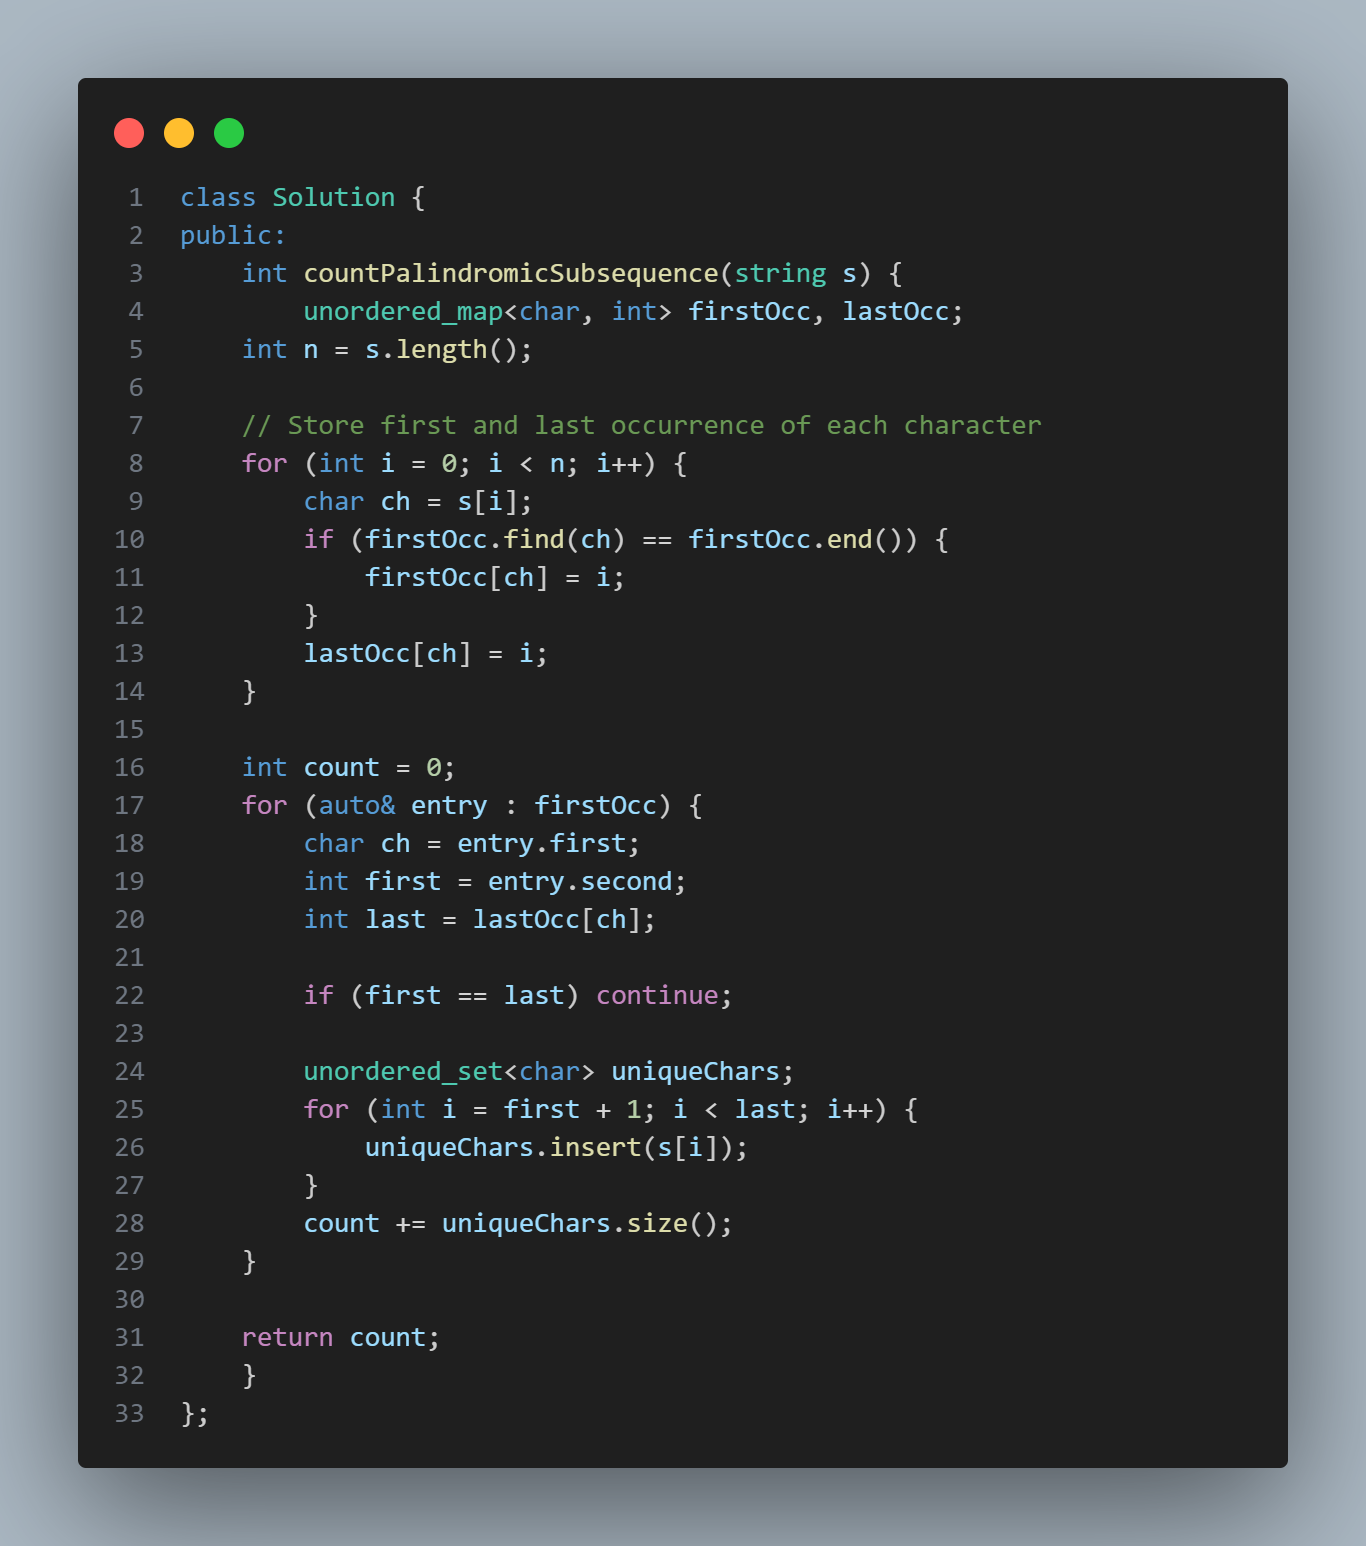 1 class Solution {
2 public:
3     int countPalindromicSubsequence(string s) {
4         unordered_map<char, int> firstOcc, lastOcc;
5     int n = s.length();
6
7     // Store first and last occurrence of each character
8     for (int i = 0; i < n; i++) {
9         char ch = s[i];
10         if (firstOcc.find(ch) == firstOcc.end()) {
11             firstOcc[ch] = i;
12         }
13         lastOcc[ch] = i;
14     }
15
16     int count = 0;
17     for (auto& entry : firstOcc) {
18         char ch = entry.first;
19         int first = entry.second;
20         int last = lastOcc[ch];
21
22         if (first == last) continue;
23
24         unordered_set<char> uniqueChars;
25         for (int i = first + 1; i < last; i++) {
26             uniqueChars.insert(s[i]);
27         }
28         count += uniqueChars.size();
29     }
30
31     return count;
32     }
33 };